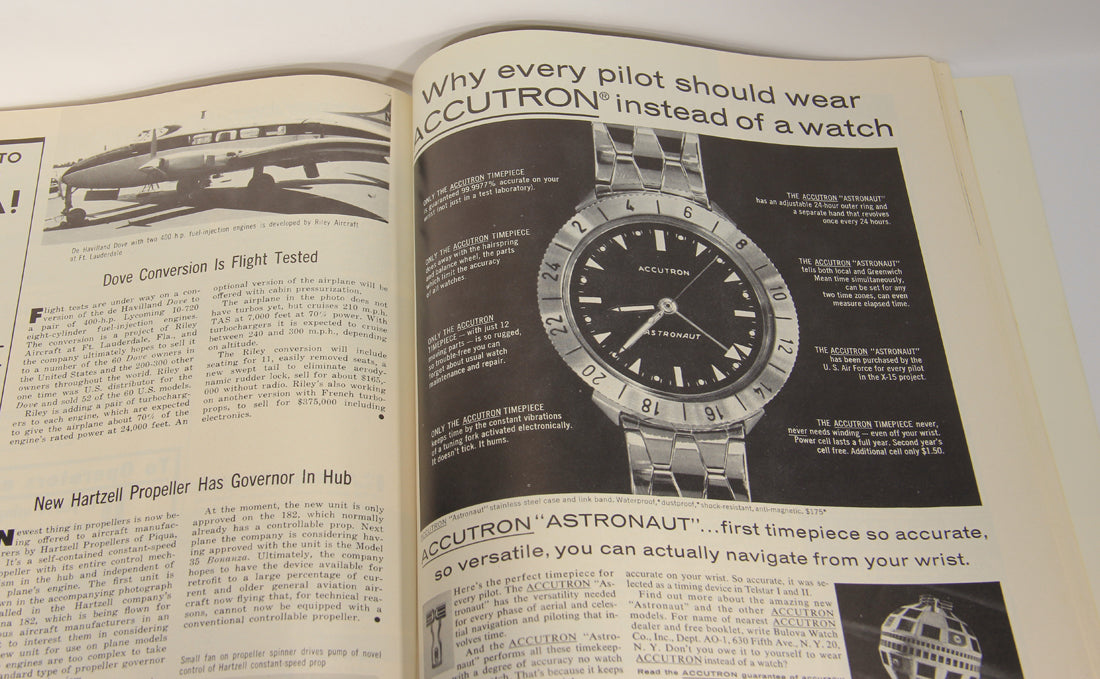 TO
A!
N
De Havilland Dove with two 400-h.p. fuel-injection engines is developed by Riley Aircraft
at Ft. Lauderdale
Dove Conversion Is Flight Tested
Flight tests are under way on a con-
version of the de Havilland Dove to
a pair of 400-h.p. Lycoming 10-720
eight-cylinder fuel-injection engines.
The conversion is a project of Riley
Aircraft at Ft. Lauderdale, Fla., and
the company ultimately hopes to sell it
to a number of the 60 Dove owners in
the United States and the 200-300 other
owners throughout the world. Riley at
one time was U.S. distributor for the
Dove and sold 52 of the 60 U.S. models.
Riley is adding a pair of turbocharg-
ers to each engine, which are expected
to give the airplane about 70% of the
engine's rated power at 24,000 feet. An
optional version of the airplane will be
offered with cabin pressurization.
The airplane in the photo does not
have turbos yet, but cruises 210 m.p.h.
TAS at 7,000 feet at 70% power. With
turbochargers it is expected to cruise
between 240 and 300 m.p.h., depending
on altitude.
The Riley conversion will include
seating for 11, easily removed seats, a
new swept tail to eliminate aerody-
namic rudder lock, sell for about $165,-
000 without radio. Riley's also working
on another version with French turbo-
props, to sell for $375,000 including
electronics.
New Hartzell Propeller Has Governor In Hub
Newest thing in propellers is now be-
ing offered to aircraft manufac-
rers by Hartzell Propellers of Piqua,
It's a self-contained constant-speed
opeller with its entire control mech-
ism in the hub and independent of
plane's engine. The first unit is
wn in the accompanying photograph
alled in the Hartzell company's
na 182, which is being flown for
ous aircraft manufacturers in an
t to interest them in considering
ew unit for use on plane models
engines are too complex to take
ndard type of propeller governor
At the moment, the new unit is only
approved on the 182, which normally
already has a controllable prop. Next
plane the company is considering hav-
ing approved with the unit is the Model
35 Bonanza. Ultimately, the company
hopes to have the device available for
retrofit to a large percentage of cur-
rent and older general aviation air-
craft now flying that, for technical rea-
sons, cannot now be equipped with a
conventional controllable propeller.
Small fan on propeller spinner drives pump of novel
control of Hartzell constant-speed prop
Why every pilot should wear
ACCUTRON® instead of a watch
ONLY THE ACCUTRON TIMEPIECE
is guaranteed 99.9977% accurate on your
wrist (not just in a test laboratory).
ONLY THE ACCUTRON TIMEPIECE
does away with the hairspring
and balance wheel, the parts
which limit the accuracy
of all watches.
ONLY THE ACCUTRON
TIMEPIECE — with just 12
moving parts — is so rugged,
so trouble-free you can
forget about usual watch
maintenance and repair.
ONLY THE ACCUTRON TIMEPIECE
keeps time by the constant vibrations
of a tuning fork activated electronically.
It doesn't tick. It hums.
2 4 6 8 10 12 14 16 18 20 22 24
ACCUTRON
ASTRONAUT
THE ACCUTRON "ASTRONAUT"
has an adjustable 24-hour outer ring and
a separate hand that revolves
once every 24 hours.
THE ACCUTRON "ASTRONAUT"
tells both local and Greenwich
Mean time simultaneously,
can be set for any
two time zones, can even
measure elapsed time.
THE ACCUTRON "ASTRONAUT"
has been purchased by the
U. S. Air Force for every pilot
in the X-15 project.
THE ACCUTRON TIMEPIECE never,
never needs winding — even off your wrist.
Power cell lasts a full year. Second year's
cell free. Additional cell only $1.50.
ACCUTRON "Astronaut" stainless steel case and link band. Waterproof,* dustproof,* shock-resistant, anti-magnetic. $175*
ACCUTRON "ASTRONAUT"...first timepiece so accurate,
so versatile, you can actually navigate from your wrist.
Here's the perfect timepiece for
every pilot. The ACCUTRON "As-
tronaut" has the versatility needed
for every phase of aerial and celes-
tial navigation and piloting that in-
volves time.
And the ACCUTRON "Astro-
naut" performs all these timekeep-
with a degree of accuracy no watch
watch. That's because it keeps
accurate on your wrist. So accurate, it was se-
lected as a timing device in Telstar I and II.
Find out more about the amazing new
"Astronaut" and the other ACCUTRON
models. For name of nearest ACCUTRON
dealer and free booklet, write Bulova Watch
Co., Inc., Dept. AO-1, 630 Fifth Ave., N. Y. 20,
N. Y. Don't you owe it to yourself to wear
ACCUTRON instead of a watch?
Read the ACCUTRON guarantee of